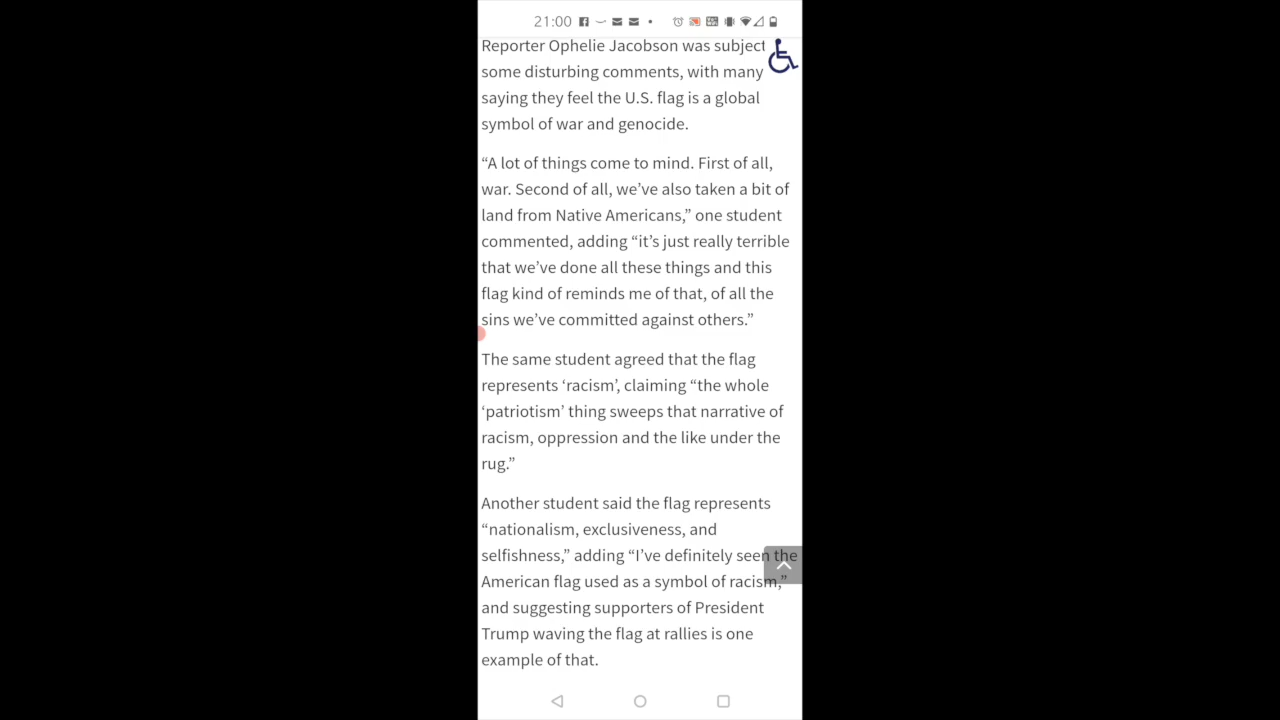 21:00
Reporter Ophelie Jacobson was subject
some disturbing comments, with many
saying they feel the U.S. flag is a global
symbol of war and genocide.
“A lot of things come to mind. First of all,
war. Second of all, we’ve also taken a bit of
land from Native Americans,” one student
commented, adding “it’s just really terrible
that we’ve done all these things and this
flag kind of reminds me of that, of all the
sins we’ve committed against others.”
The same student agreed that the flag
represents ‘racism’, claiming “the whole
‘patriotism’ thing sweeps that narrative of
racism, oppression and the like under the
rug.”
Another student said the flag represents
“nationalism, exclusiveness, and
selfishness,” adding “I’ve definitely seen the
American flag used as a symbol of racism,”
and suggesting supporters of President
Trump waving the flag at rallies is one
example of that.